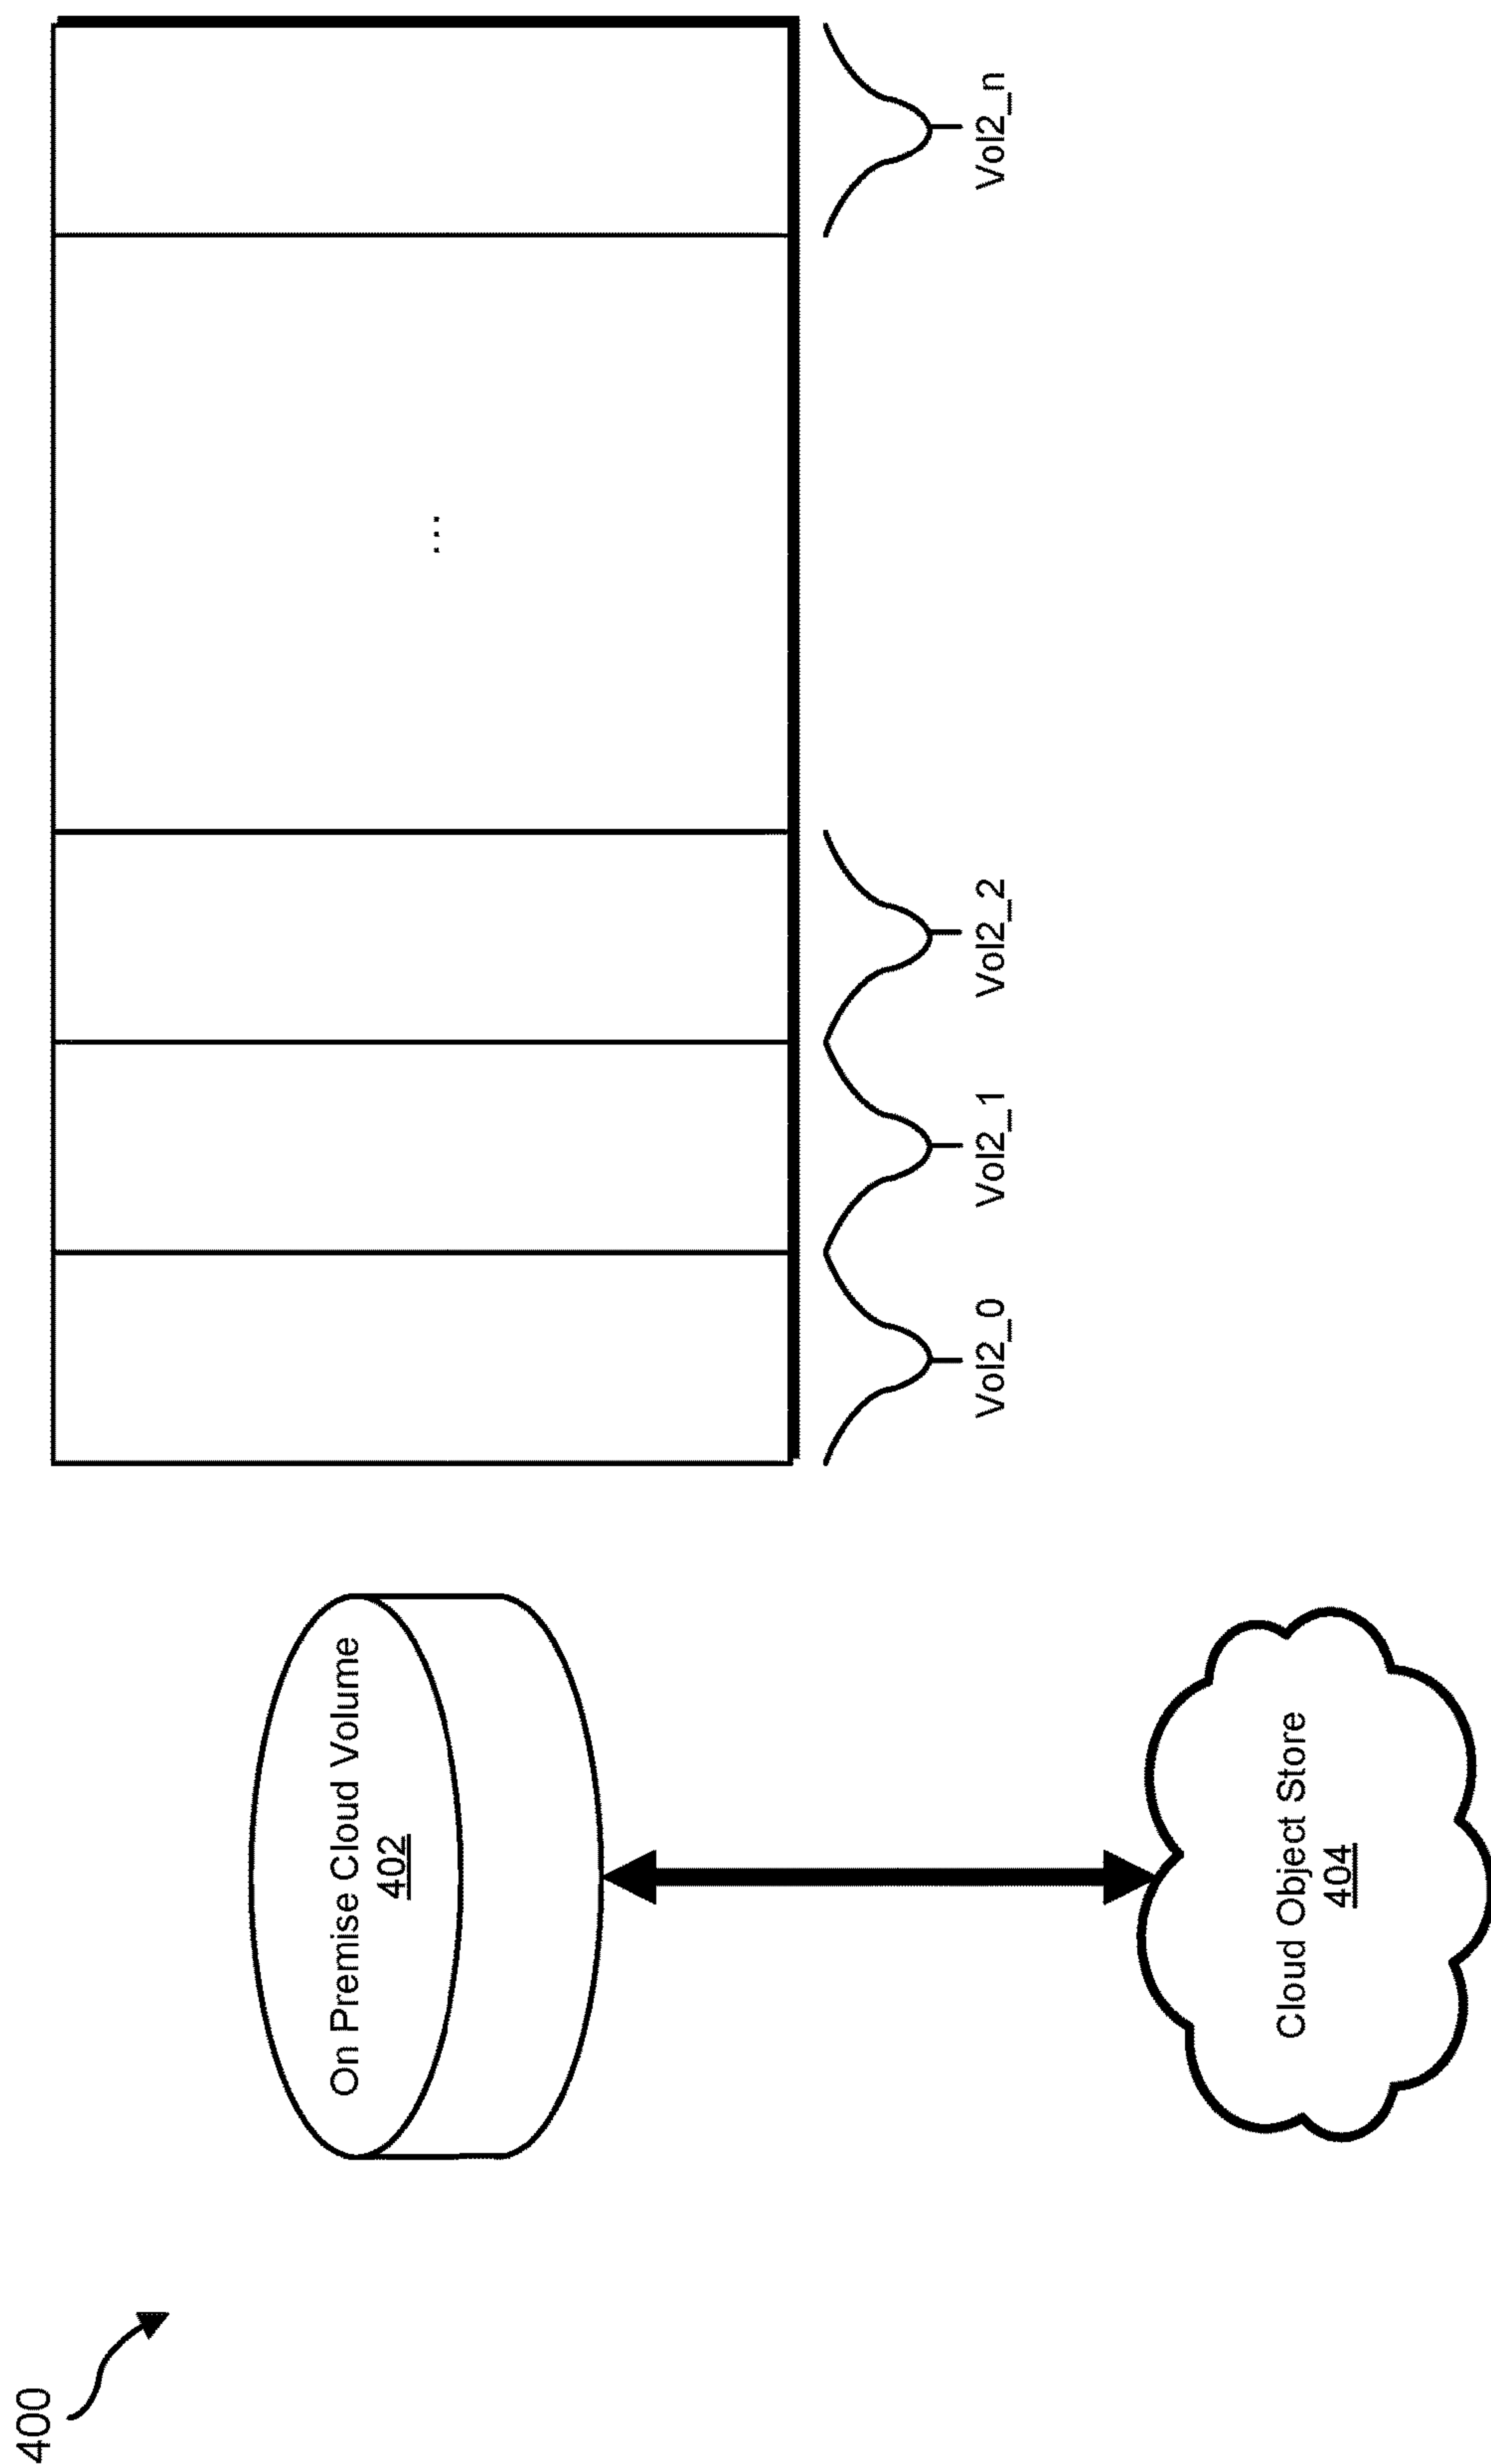 400
On Premise Cloud Volume
402
...
Vol2_0
Vol2_1
Vol2_2
Vol2_n
Cloud Object Store
404